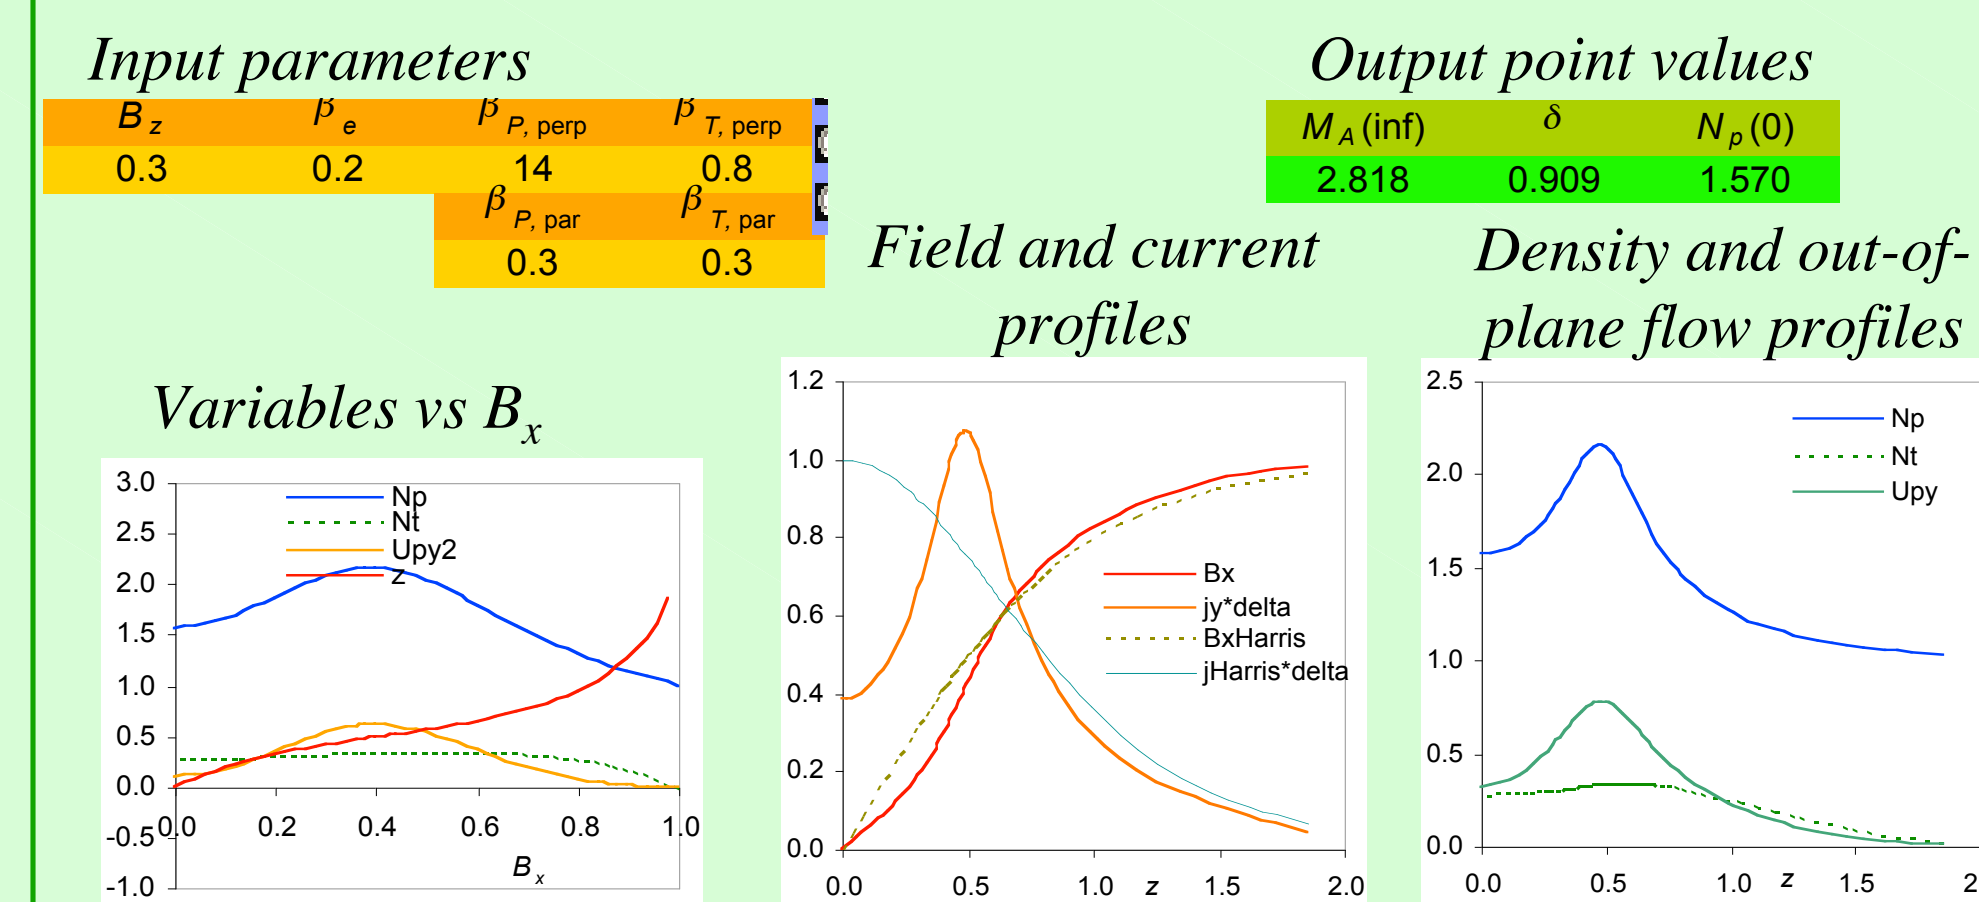 Input parameters
B z β e β P, perp β T, perp
0.3 0.2 14 0.8
β P, par β T, par
0.3 0.3
Output point values
M A (inf) δ N p (0)
2.818 0.909 1.570
Variables vs Bx
3.0
2.5
2.0
1.5
1.0
0.5
0.0
-0.5
-1.0
Np
Nt
Upy2
z
0.0 0.2 0.4 0.6 0.8 1.0
B x
Field and current
profiles
1.2
1.0
0.8
0.6
0.4
0.2
0.0
Bx
jy*delta
BxHarris
jHarris*delta
0.0 0.5 1.0 z 1.5 2.0
Density and out-of-
plane flow profiles
2.5
2.0
1.5
1.0
0.5
0.0
Np
Nt
Upy
0.0 0.5 1.0 z 1.5 2